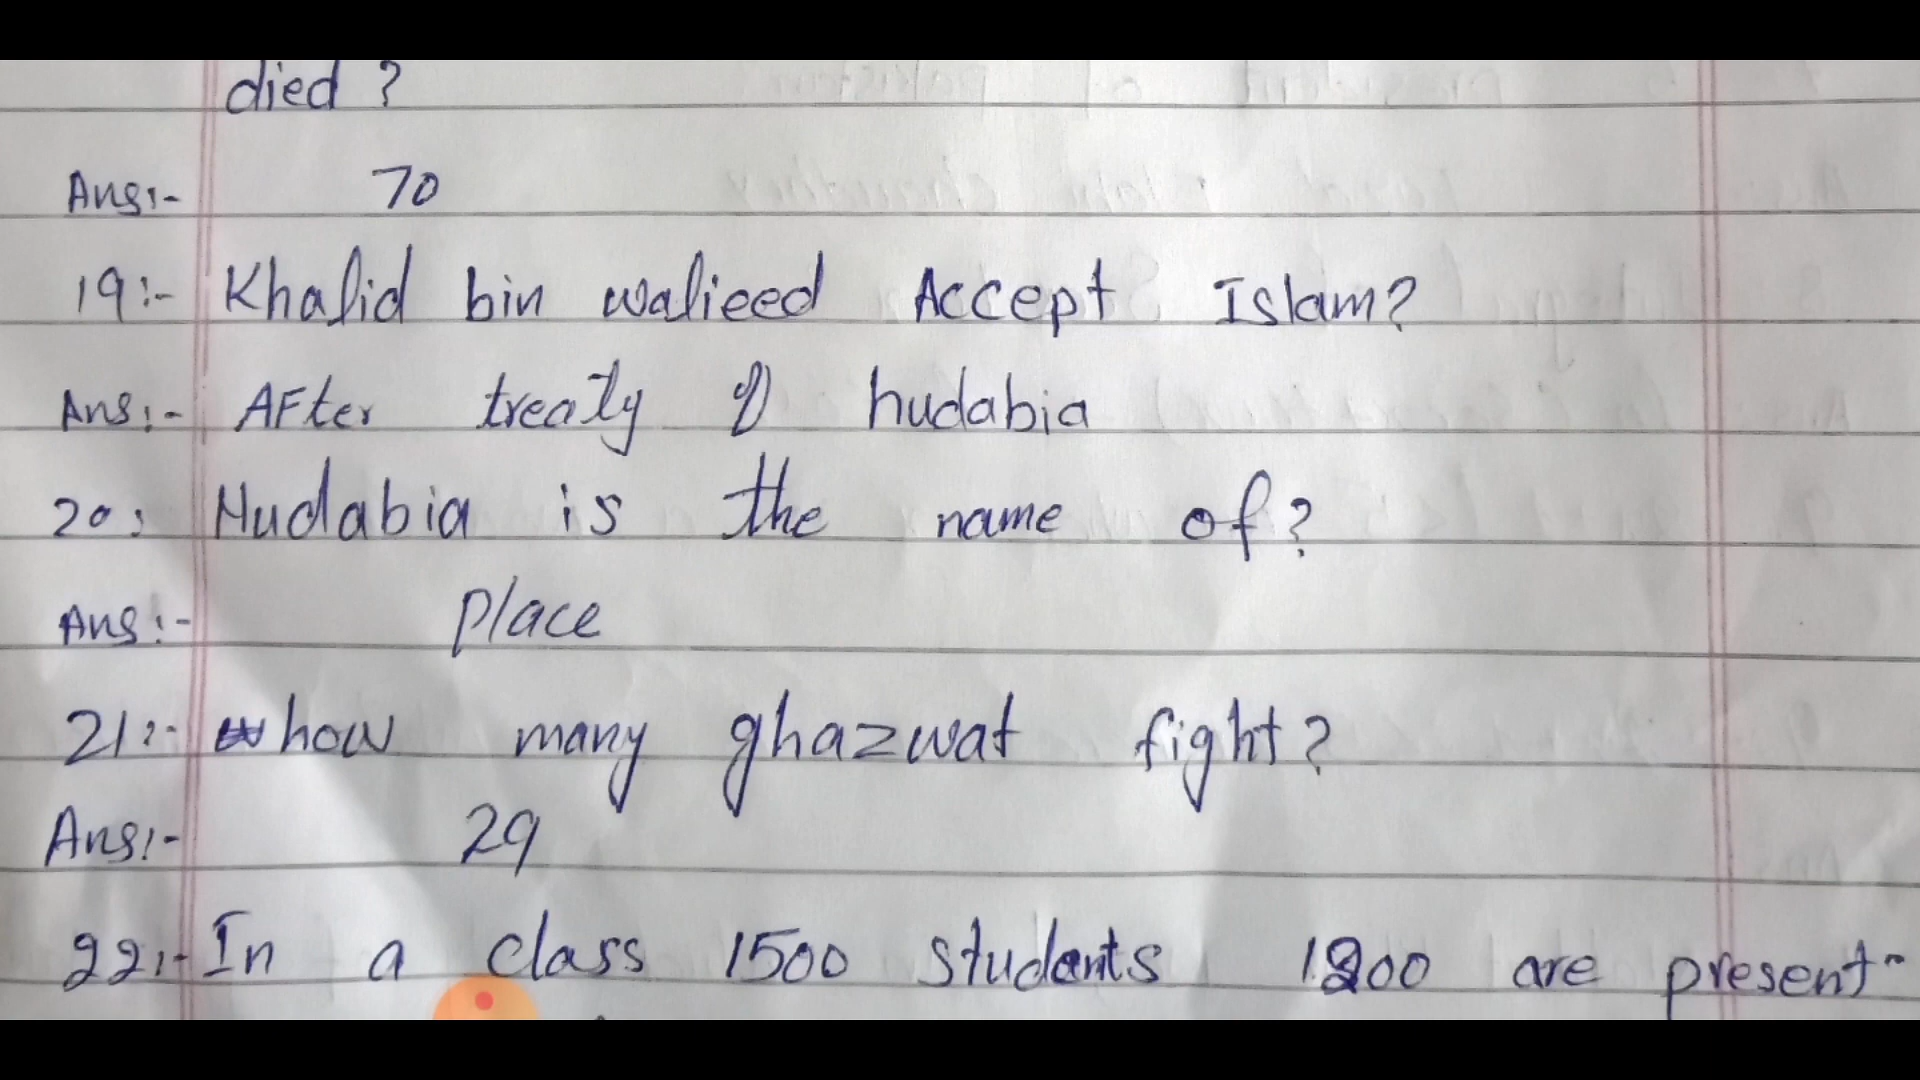 died ?
Ans:- 70
19:- Khalid bin walieed Accept Islam?
Ans:- AFter treaty of hudabia
20: Hudabia is the name of?
Ans:- place
21:- how many ghazwat fight?
Ans:- 29
22:- In a class 1500 students 1200 are present-